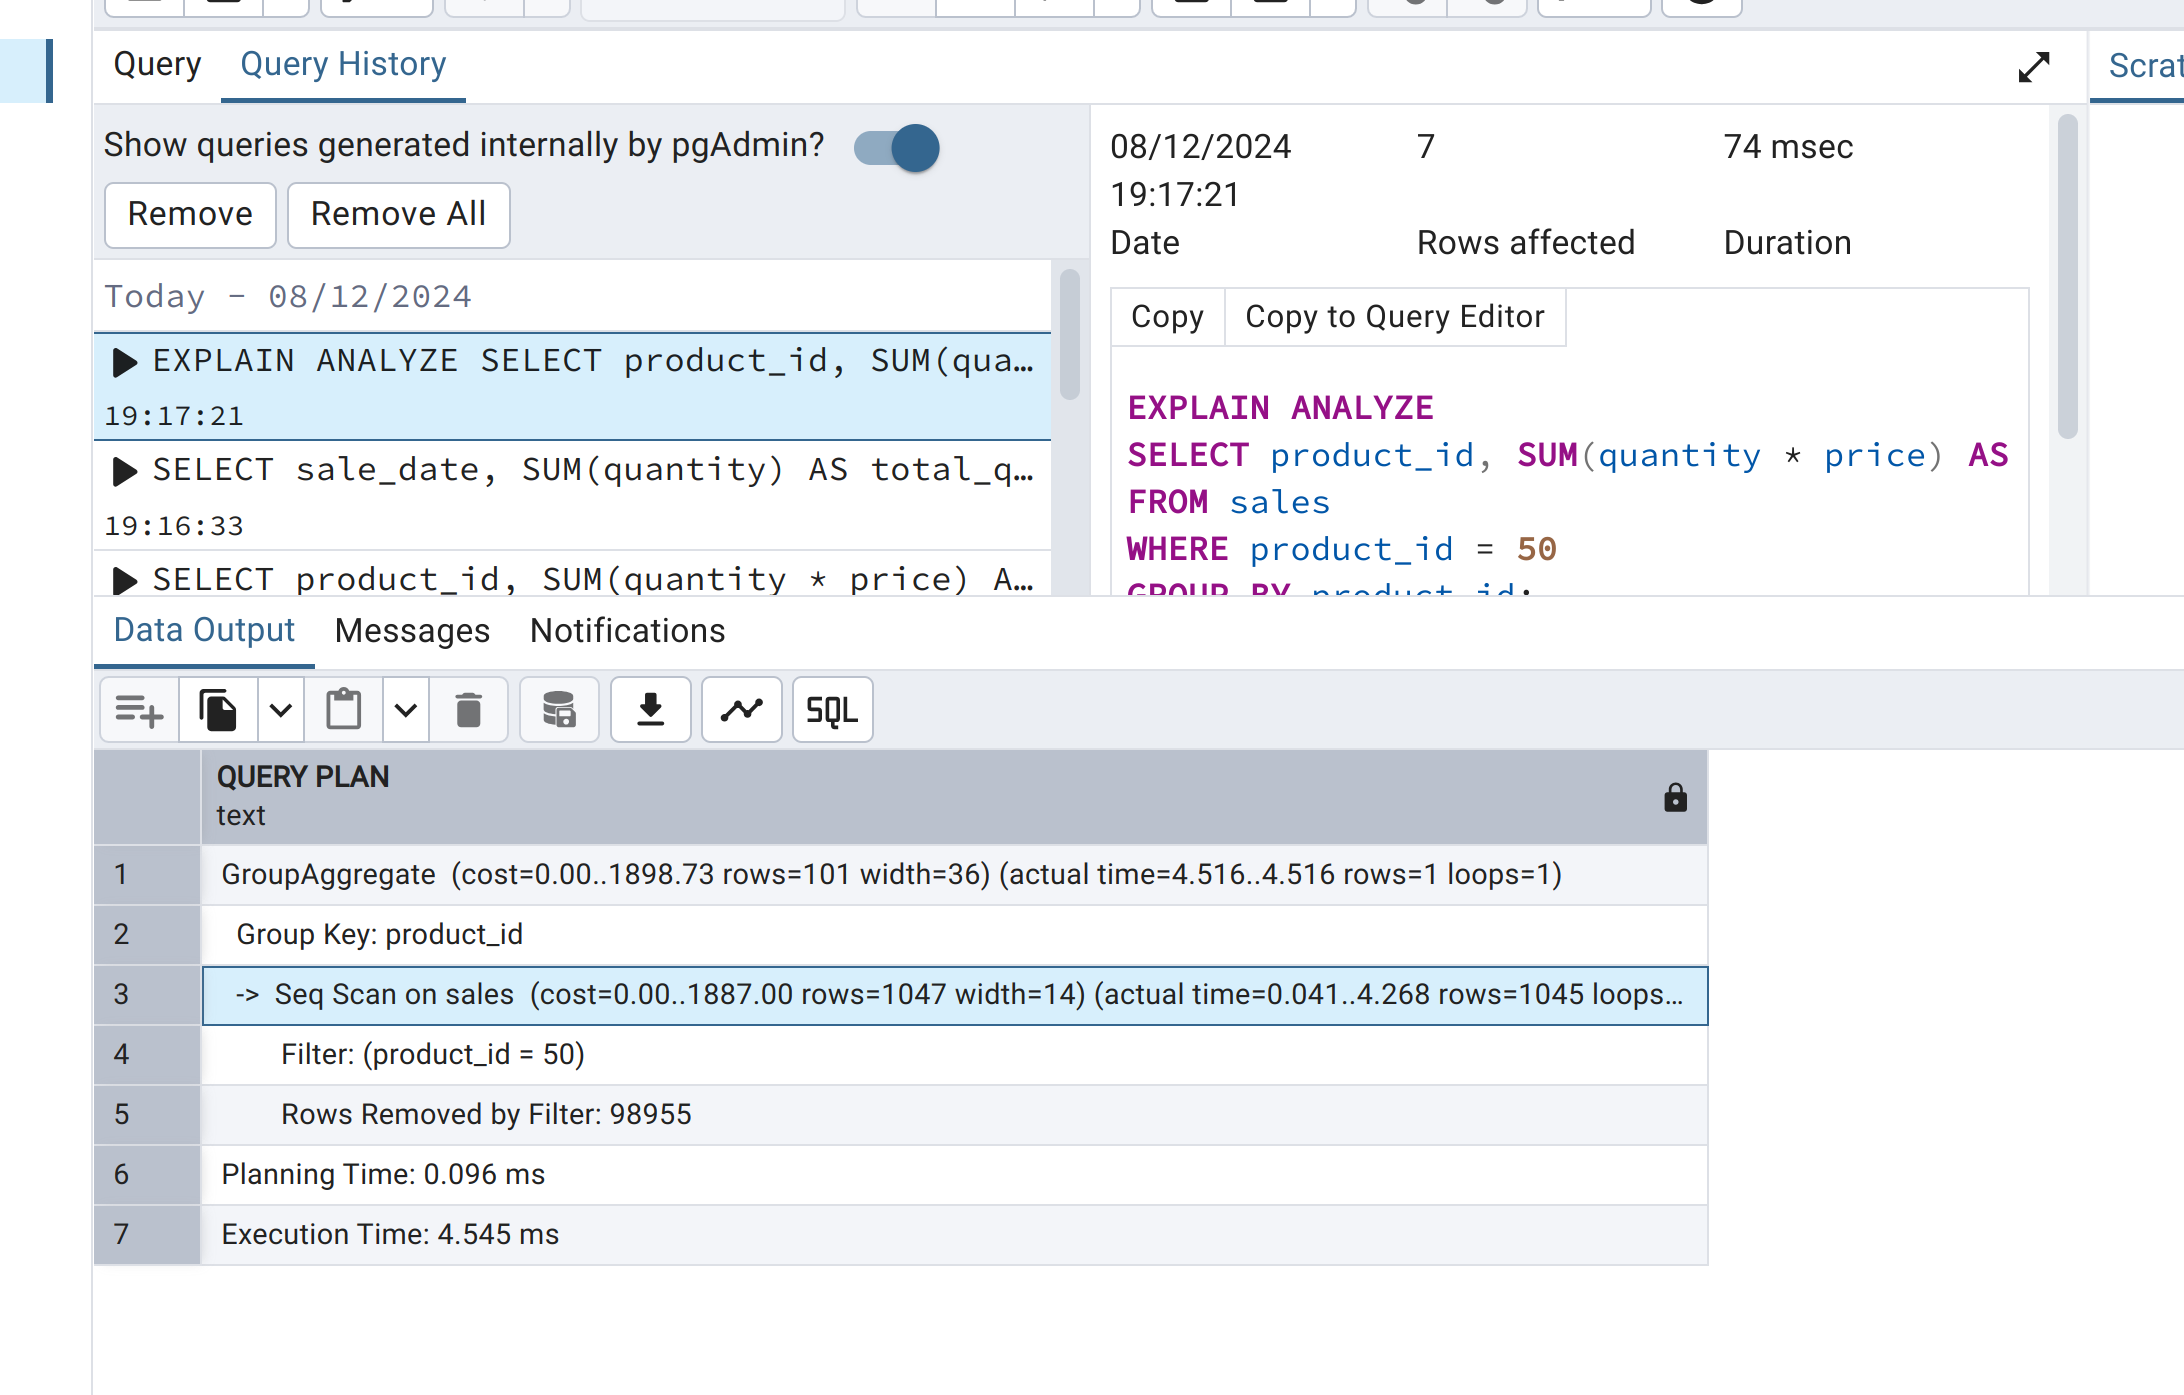 Query Query History
Scrat
Show queries generated internally by pgAdmin?
Remove Remove All
Today - 08/12/2024
EXPLAIN ANALYZE SELECT product_id, SUM(qua…
19:17:21
SELECT sale_date, SUM(quantity) AS total_q…
19:16:33
SELECT product_id, SUM(quantity * price) A…
08/12/2024 7 74 msec
19:17:21
Date Rows affected Duration
Copy Copy to Query Editor
EXPLAIN ANALYZE
SELECT product_id, SUM(quantity * price) AS
FROM sales
WHERE product_id = 50
GROUP BY product_id;
Data Output Messages Notifications
SQL
QUERY PLAN
text
1 GroupAggregate (cost=0.00..1898.73 rows=101 width=36) (actual time=4.516..4.516 rows=1 loops=1)
2 Group Key: product_id
3 -> Seq Scan on sales (cost=0.00..1887.00 rows=1047 width=14) (actual time=0.041..4.268 rows=1045 loops…
4 Filter: (product_id = 50)
5 Rows Removed by Filter: 98955
6 Planning Time: 0.096 ms
7 Execution Time: 4.545 ms